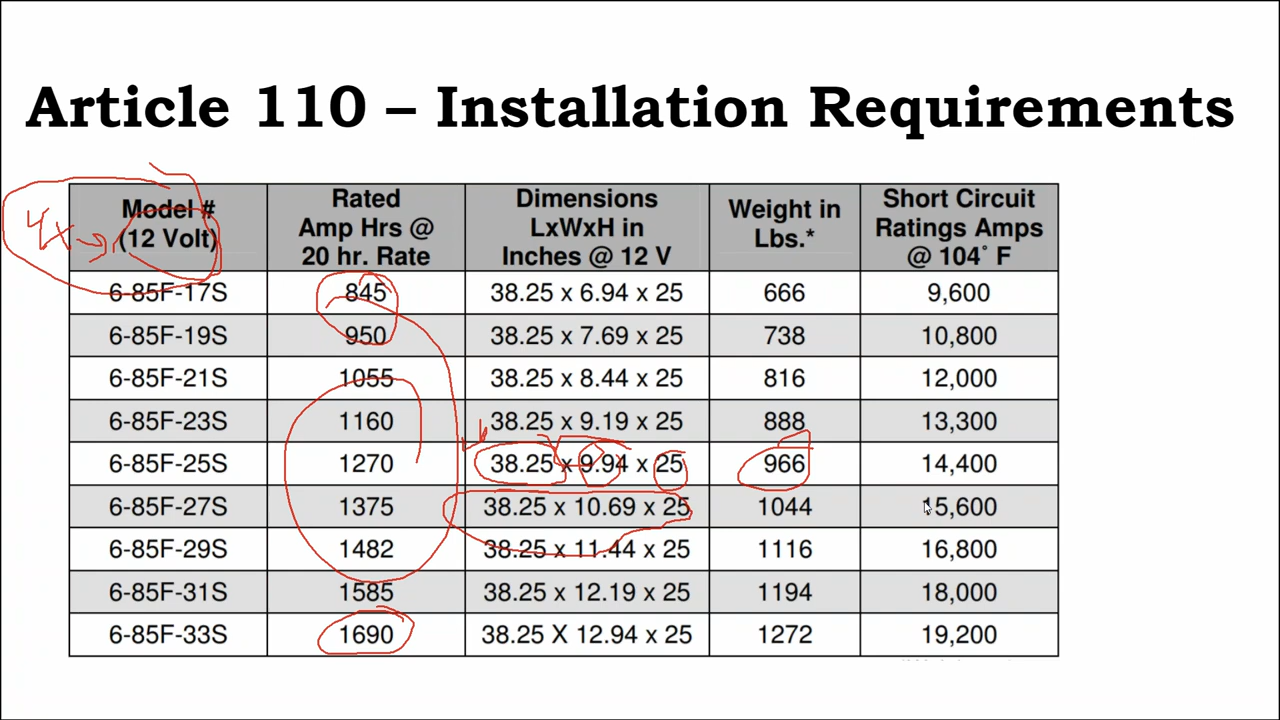 Article 110 – Installation Requirements
Model # (12 Volt) Rated Amp Hrs @ 20 hr. Rate Dimensions LxWxH in Inches @ 12 V Weight in Lbs.* Short Circuit Ratings Amps @ 104° F
4x
6-85F-17S 845 38.25 x 6.94 x 25 666 9,600
6-85F-19S 950 38.25 x 7.69 x 25 738 10,800
6-85F-21S 1055 38.25 x 8.44 x 25 816 12,000
6-85F-23S 1160 38.25 x 9.19 x 25 888 13,300
6-85F-25S 1270 38.25 x 9.94 x 25 966 14,400
6-85F-27S 1375 38.25 x 10.69 x 25 1044 15,600
6-85F-29S 1482 38.25 x 11.44 x 25 1116 16,800
6-85F-31S 1585 38.25 x 12.19 x 25 1194 18,000
6-85F-33S 1690 38.25 X 12.94 x 25 1272 19,200